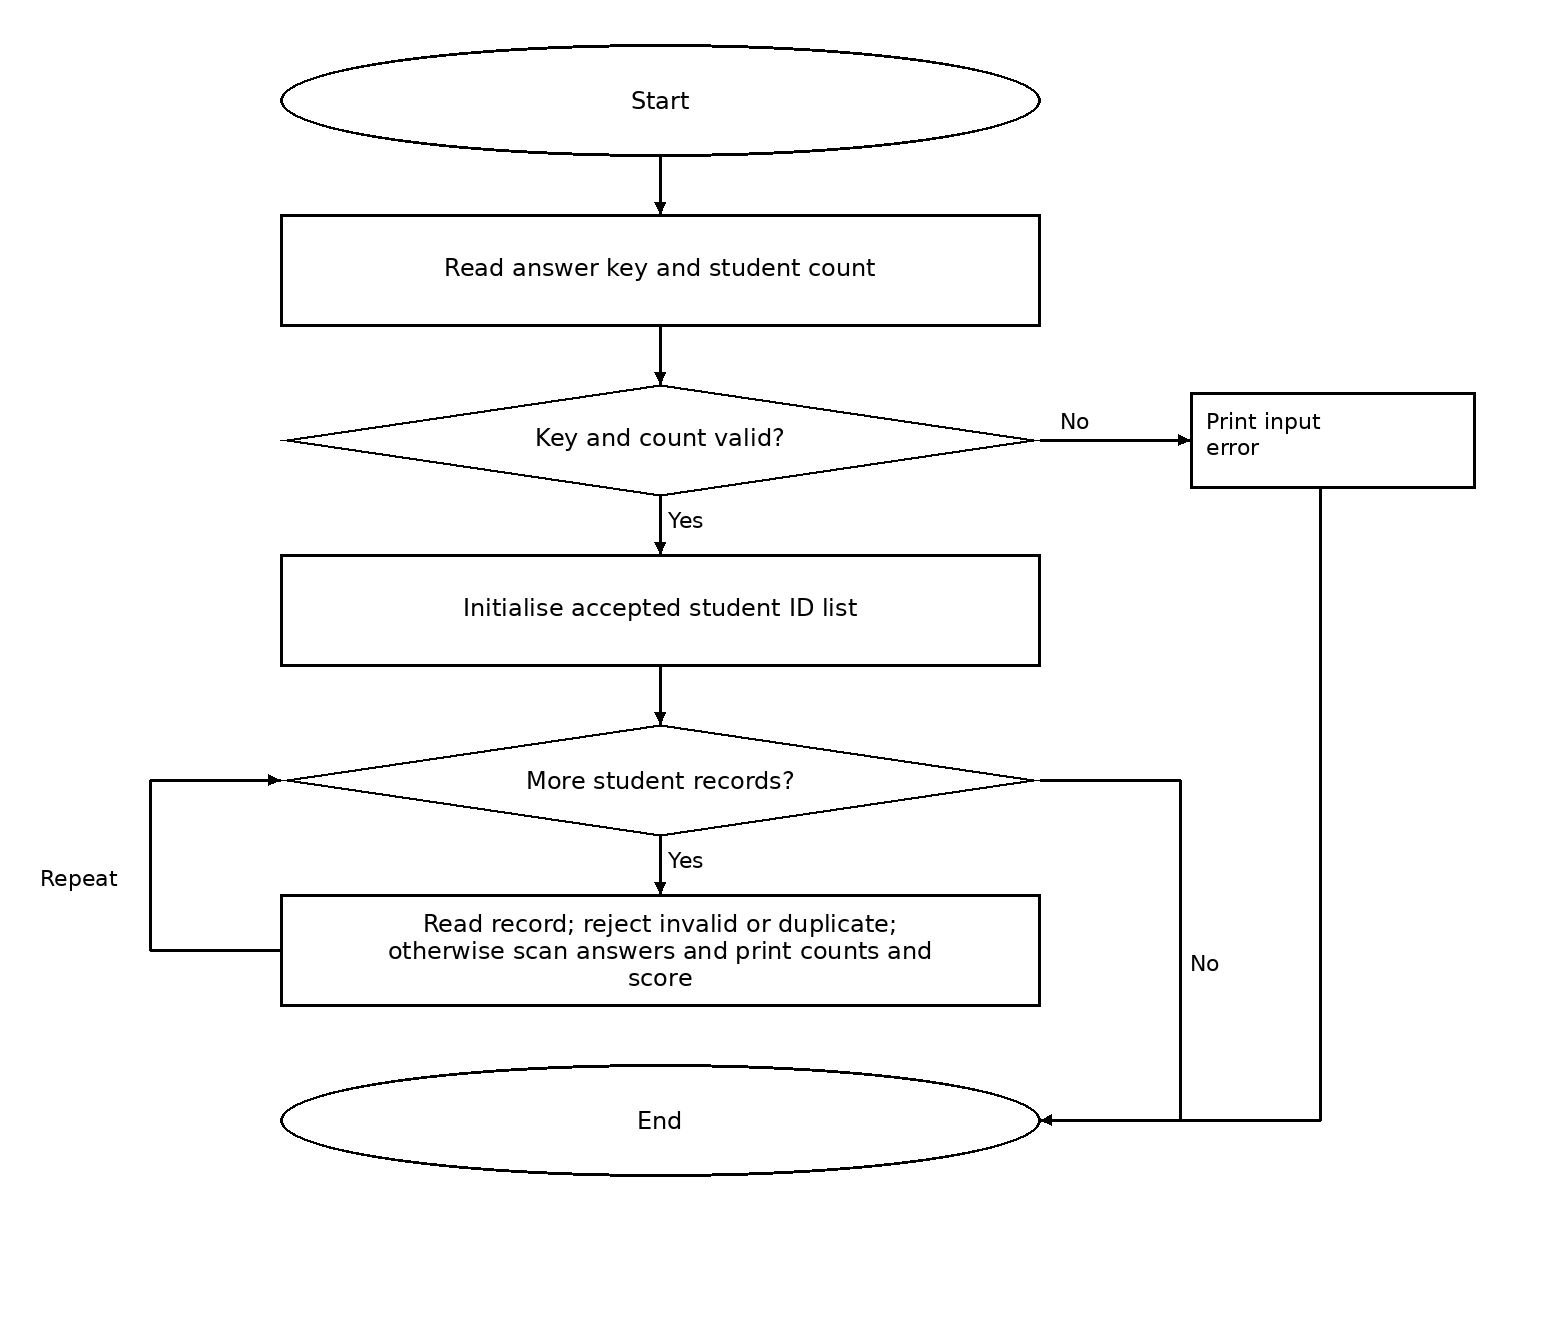 Start
Read answer key and student count
Key and count valid?
No
Print input
error
Yes
Initialise accepted student ID list
More student records?
Yes
Repeat
Read record; reject invalid or duplicate;
otherwise scan answers and print counts and
score
No
End